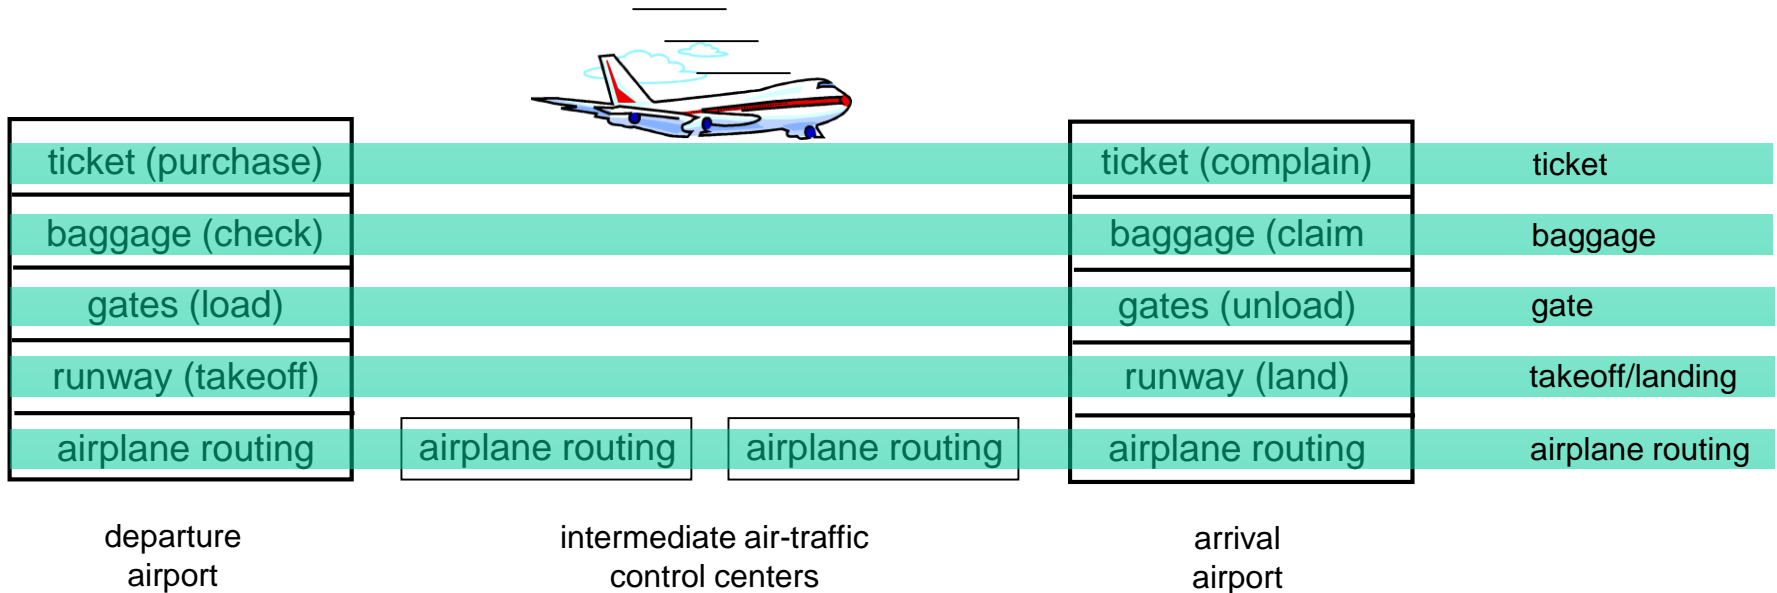 ticket (purchase) ticket (complain) ticket
baggage (check) baggage (claim baggage
gates (load) gates (unload) gate
runway (takeoff) runway (land) takeoff/landing
airplane routing airplane routing airplane routing airplane routing airplane routing
departure intermediate air-traffic arrival
airport control centers airport